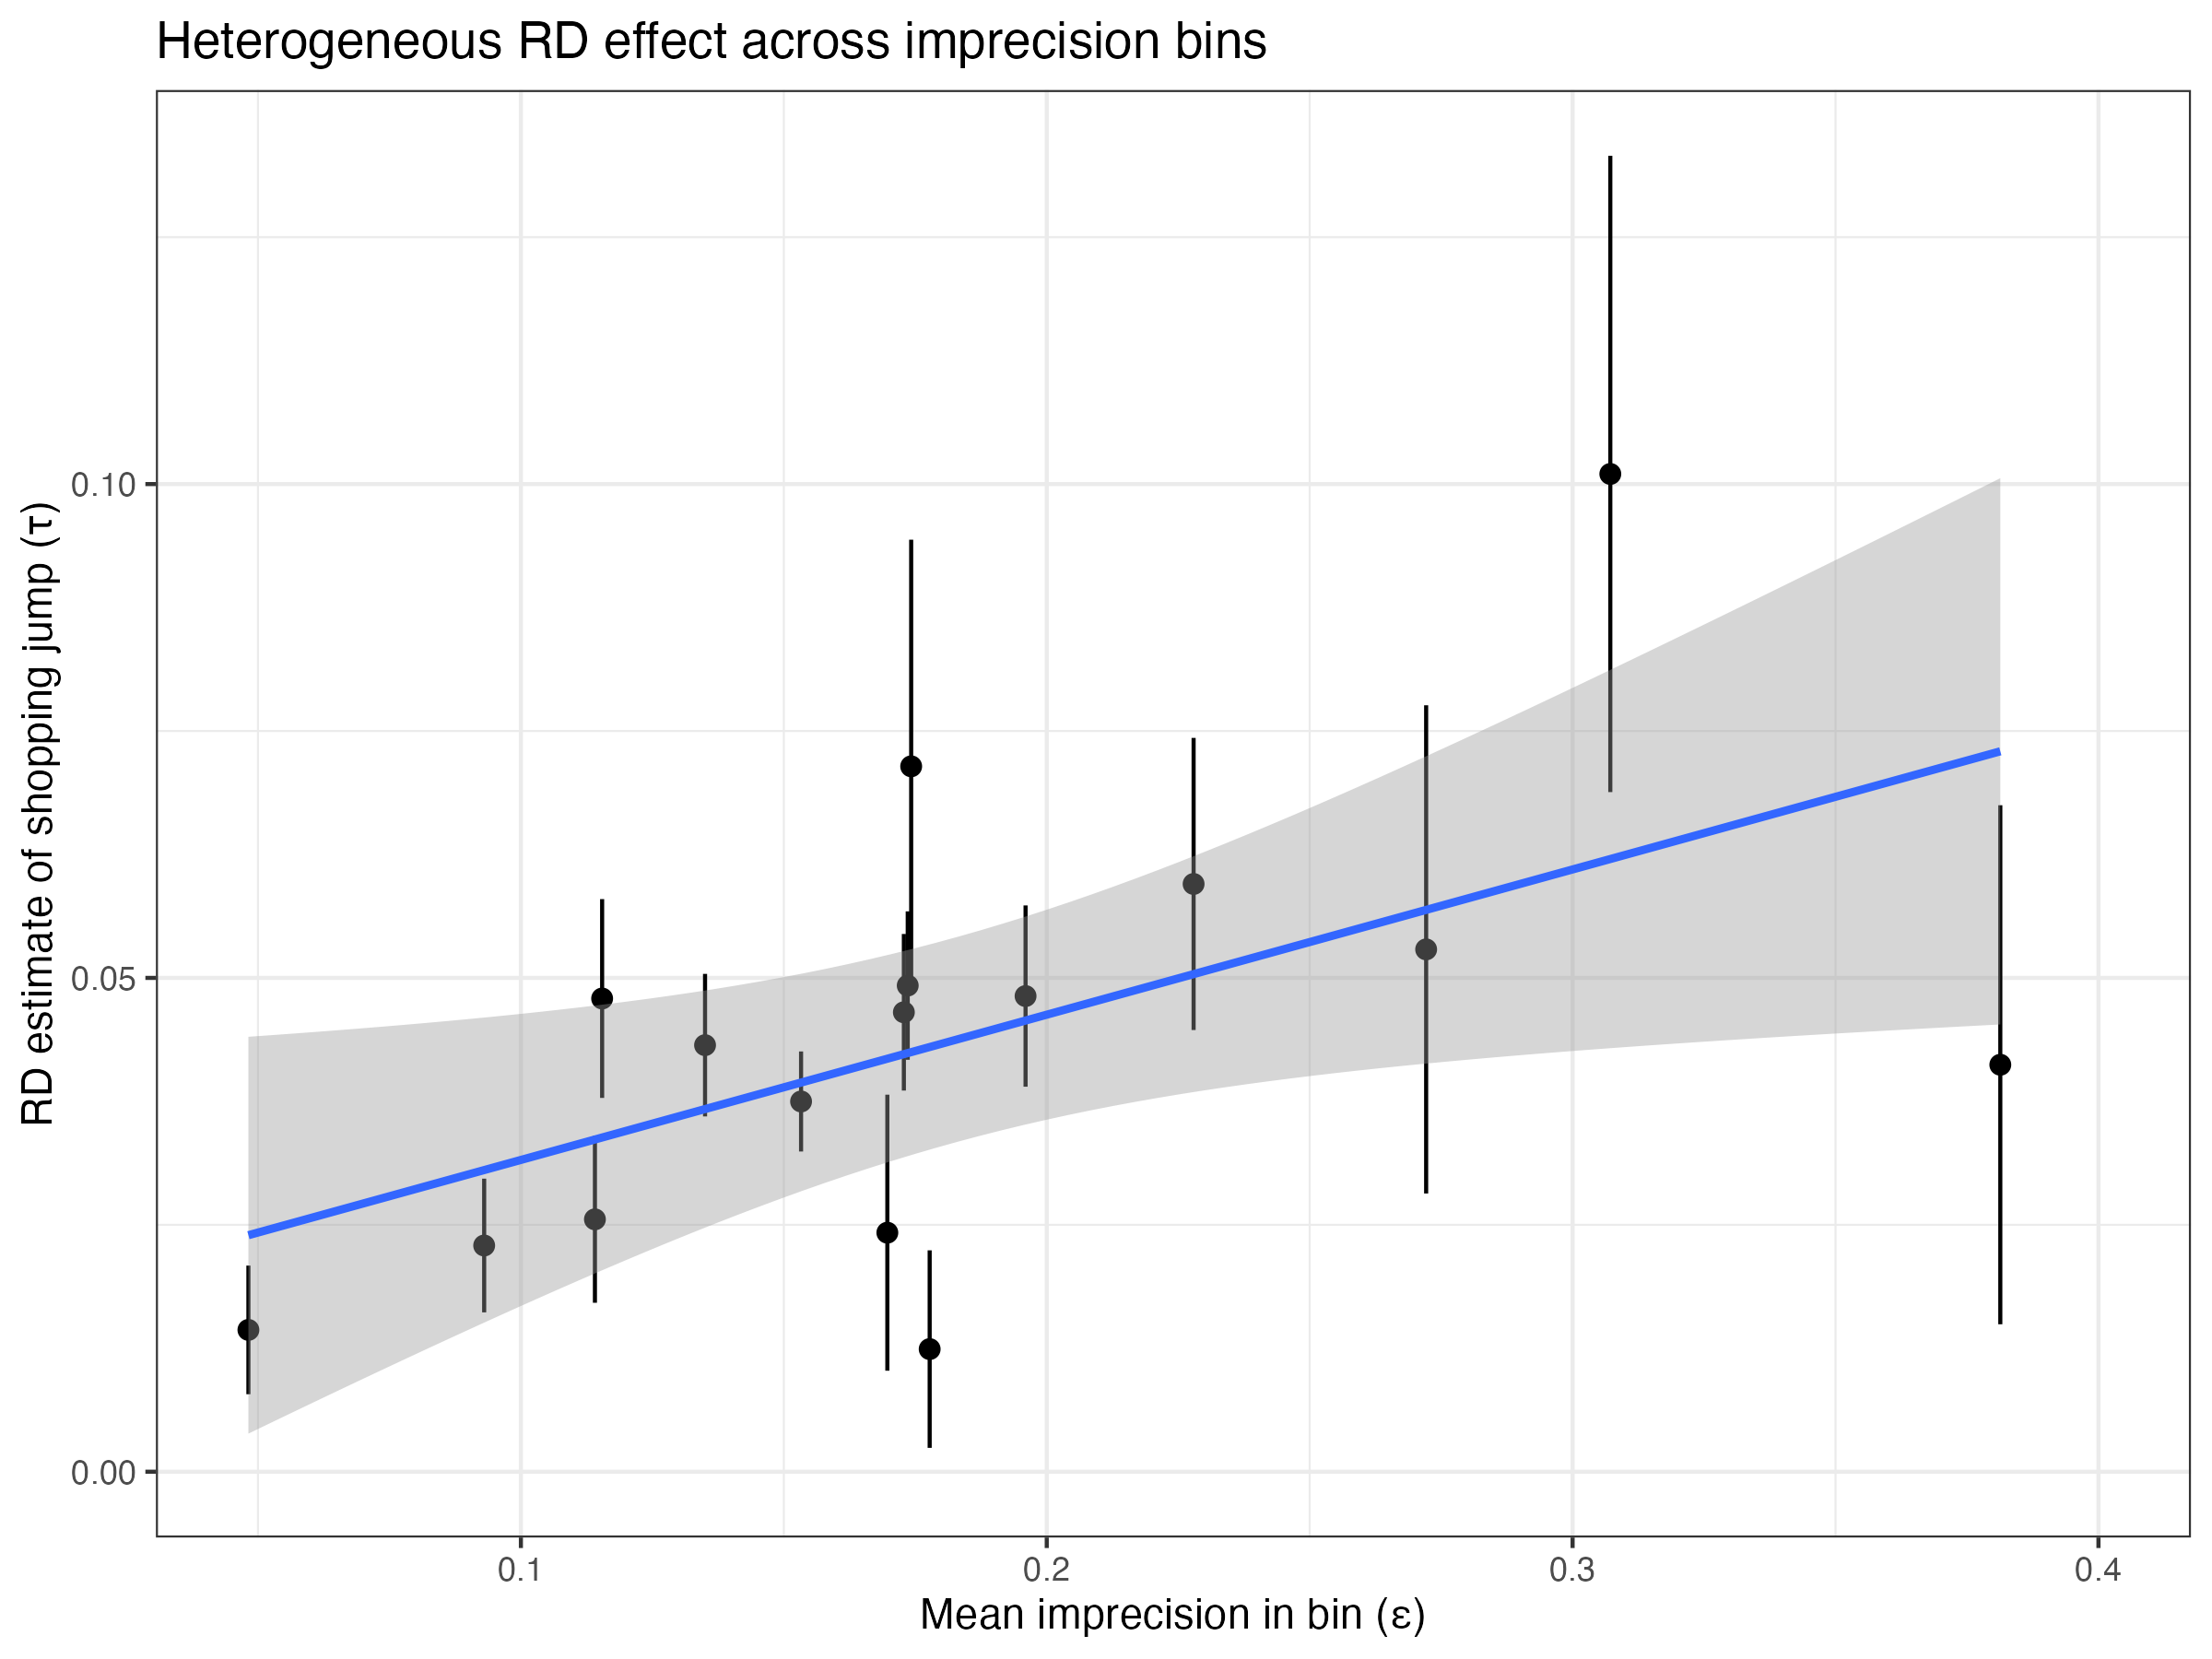 Heterogeneous RD effect across imprecision bins
RD estimate of shopping jump (τ)
0.10
0.05
0.00
0.1 0.2 0.3 0.4
Mean imprecision in bin (ε)